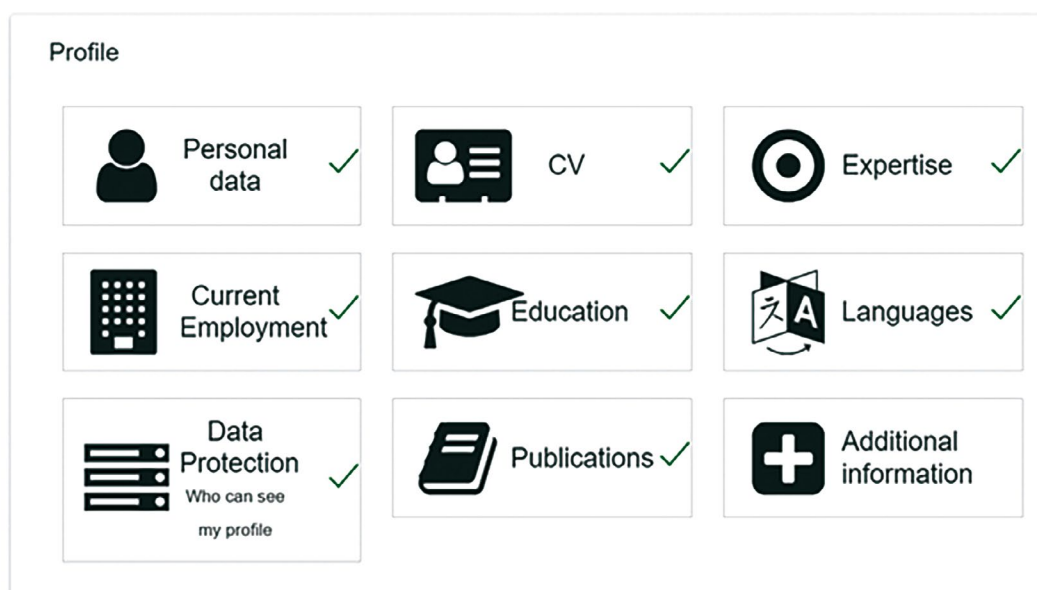 Profile
Personal
data
CV
Expertise
Current
Employment
Education
Languages
A
Data
Protection
Who can see
my profile
Publications
Additional
information